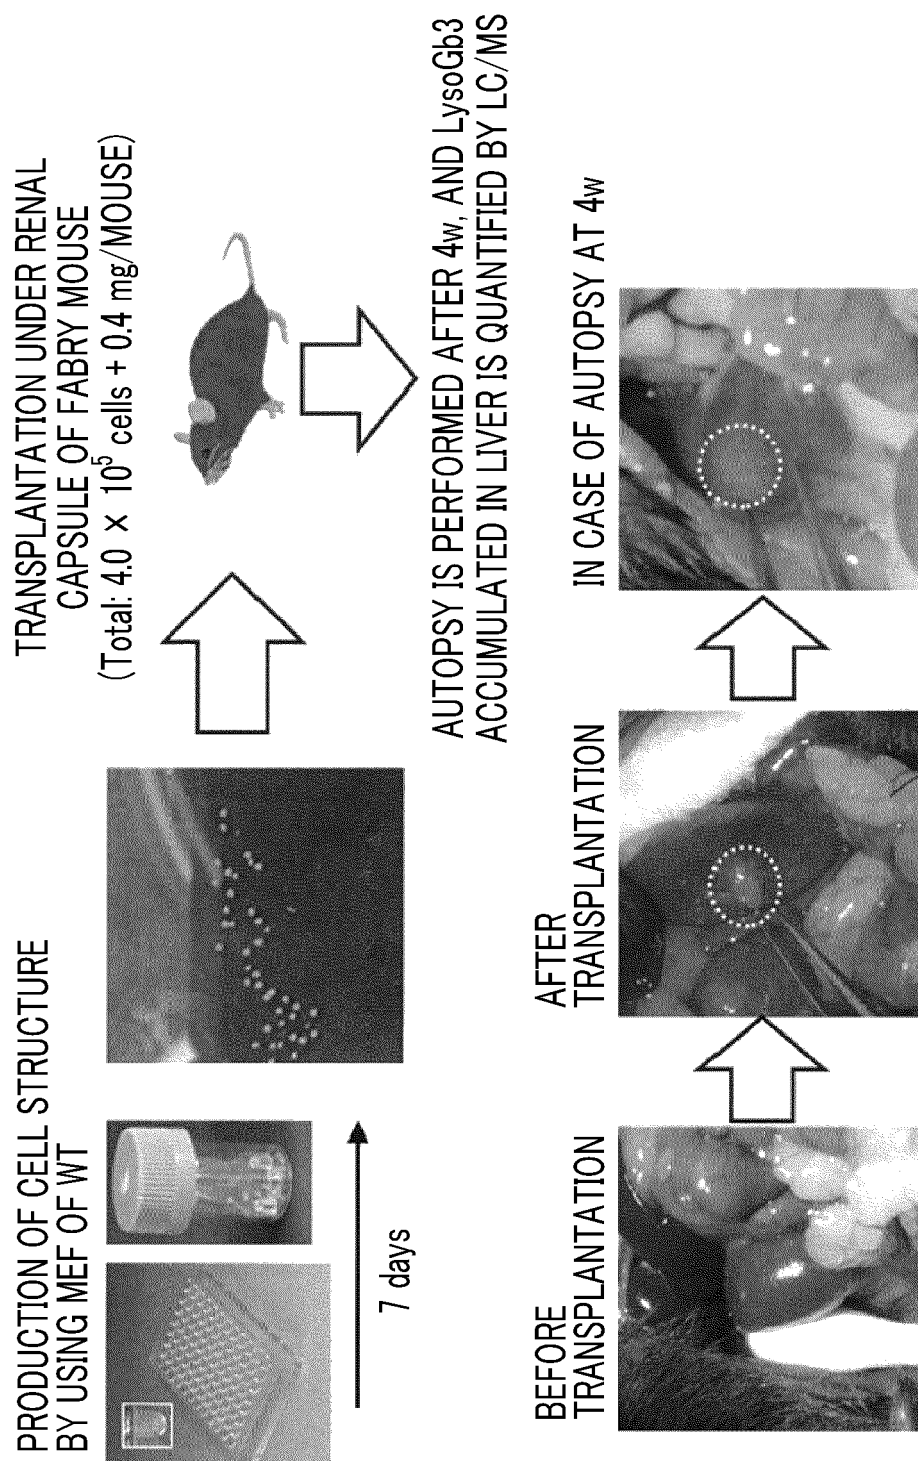 PRODUCTION OF CELL STRUCTURE
BY USING MEF OF WT
7 days
TRANSPLANTATION UNDER RENAL
CAPSULE OF FABRY MOUSE
(Total: 4.0 × 10⁵ cells + 0.4 mg/MOUSE)
AUTOPSY IS PERFORMED AFTER 4w, AND LysoGb3
ACCUMULATED IN LIVER IS QUANTIFIED BY LC/MS
BEFORE
TRANSPLANTATION
AFTER
TRANSPLANTATION
IN CASE OF AUTOPSY AT 4w